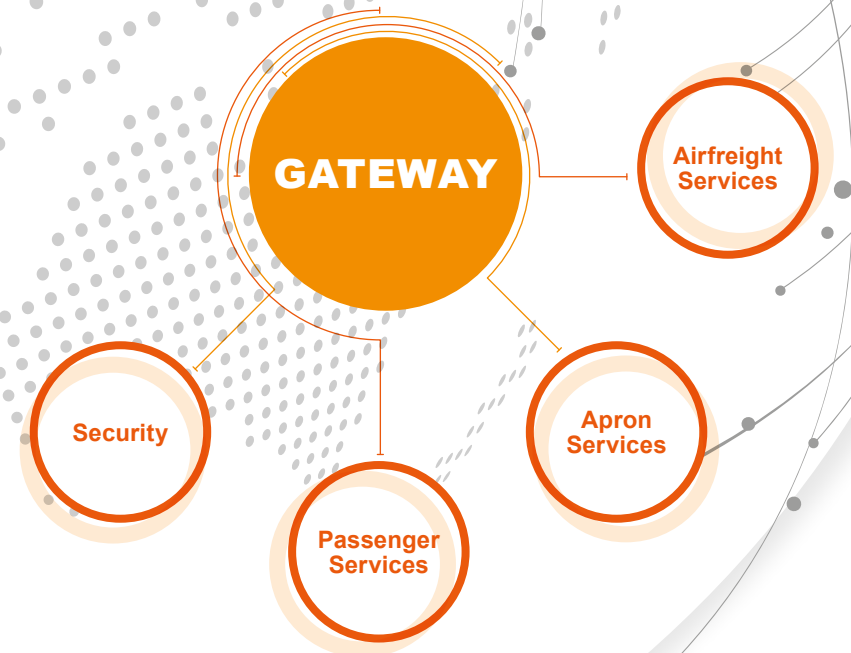 GATEWAY
Airfreight
Services
Security
Apron
Services
Passenger
Services